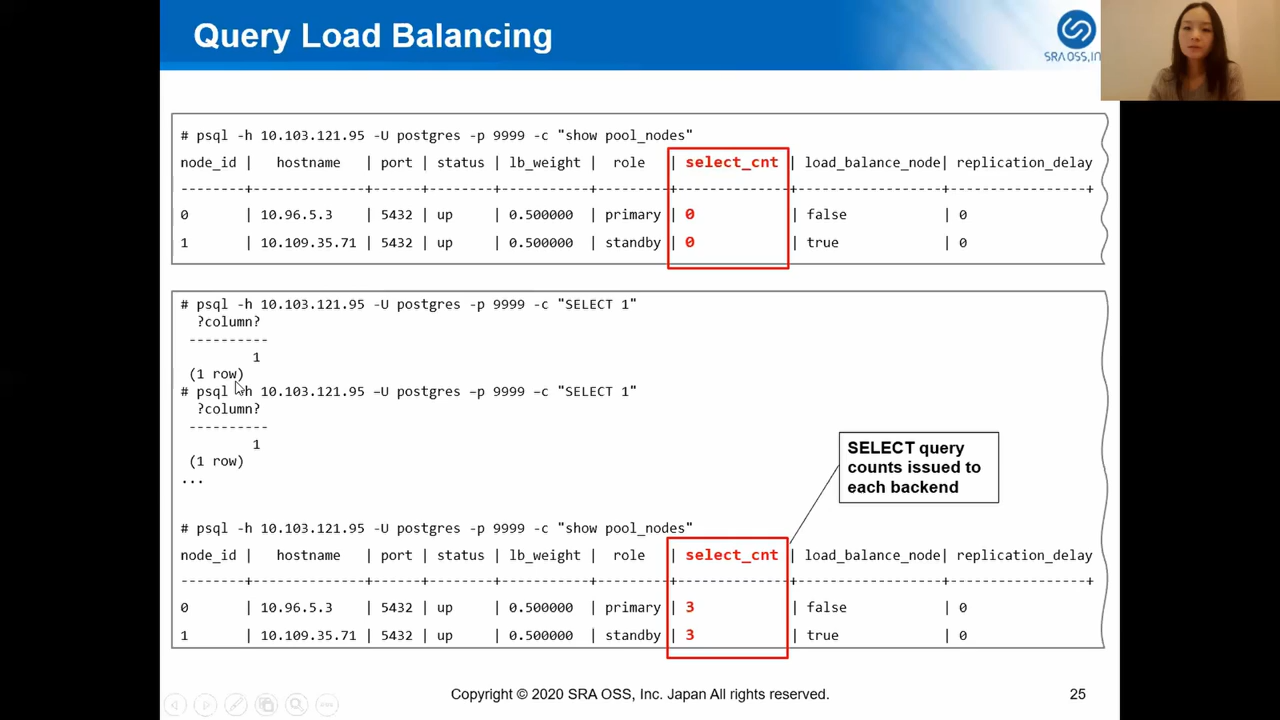 Query Load Balancing
SRA OSS, IN
# psql -h 10.103.121.95 -U postgres -p 9999 -c "show pool_nodes"
node_id | hostname | port | status | lb_weight | role | select_cnt | load_balance_node| replication_delay
--------+-------------+------+--------+-----------+--------+-------------+------------------+------------------+
0 | 10.96.5.3 | 5432 | up | 0.500000 | primary | 0 | false | 0
1 | 10.109.35.71 | 5432 | up | 0.500000 | standby | 0 | true | 0
# psql -h 10.103.121.95 -U postgres -p 9999 -c "SELECT 1"
?column?
----------
1
(1 row)
# psql -h 10.103.121.95 –U postgres –p 9999 –c "SELECT 1"
?column?
----------
1
(1 row)
...
SELECT query
counts issued to
each backend
# psql -h 10.103.121.95 -U postgres -p 9999 -c "show pool_nodes"
node_id | hostname | port | status | lb_weight | role | select_cnt | load_balance_node| replication_delay
--------+-------------+------+--------+-----------+--------+-------------+------------------+------------------+
0 | 10.96.5.3 | 5432 | up | 0.500000 | primary | 3 | false | 0
1 | 10.109.35.71 | 5432 | up | 0.500000 | standby | 3 | true | 0
Copyright © 2020 SRA OSS, Inc. Japan All rights reserved.
25